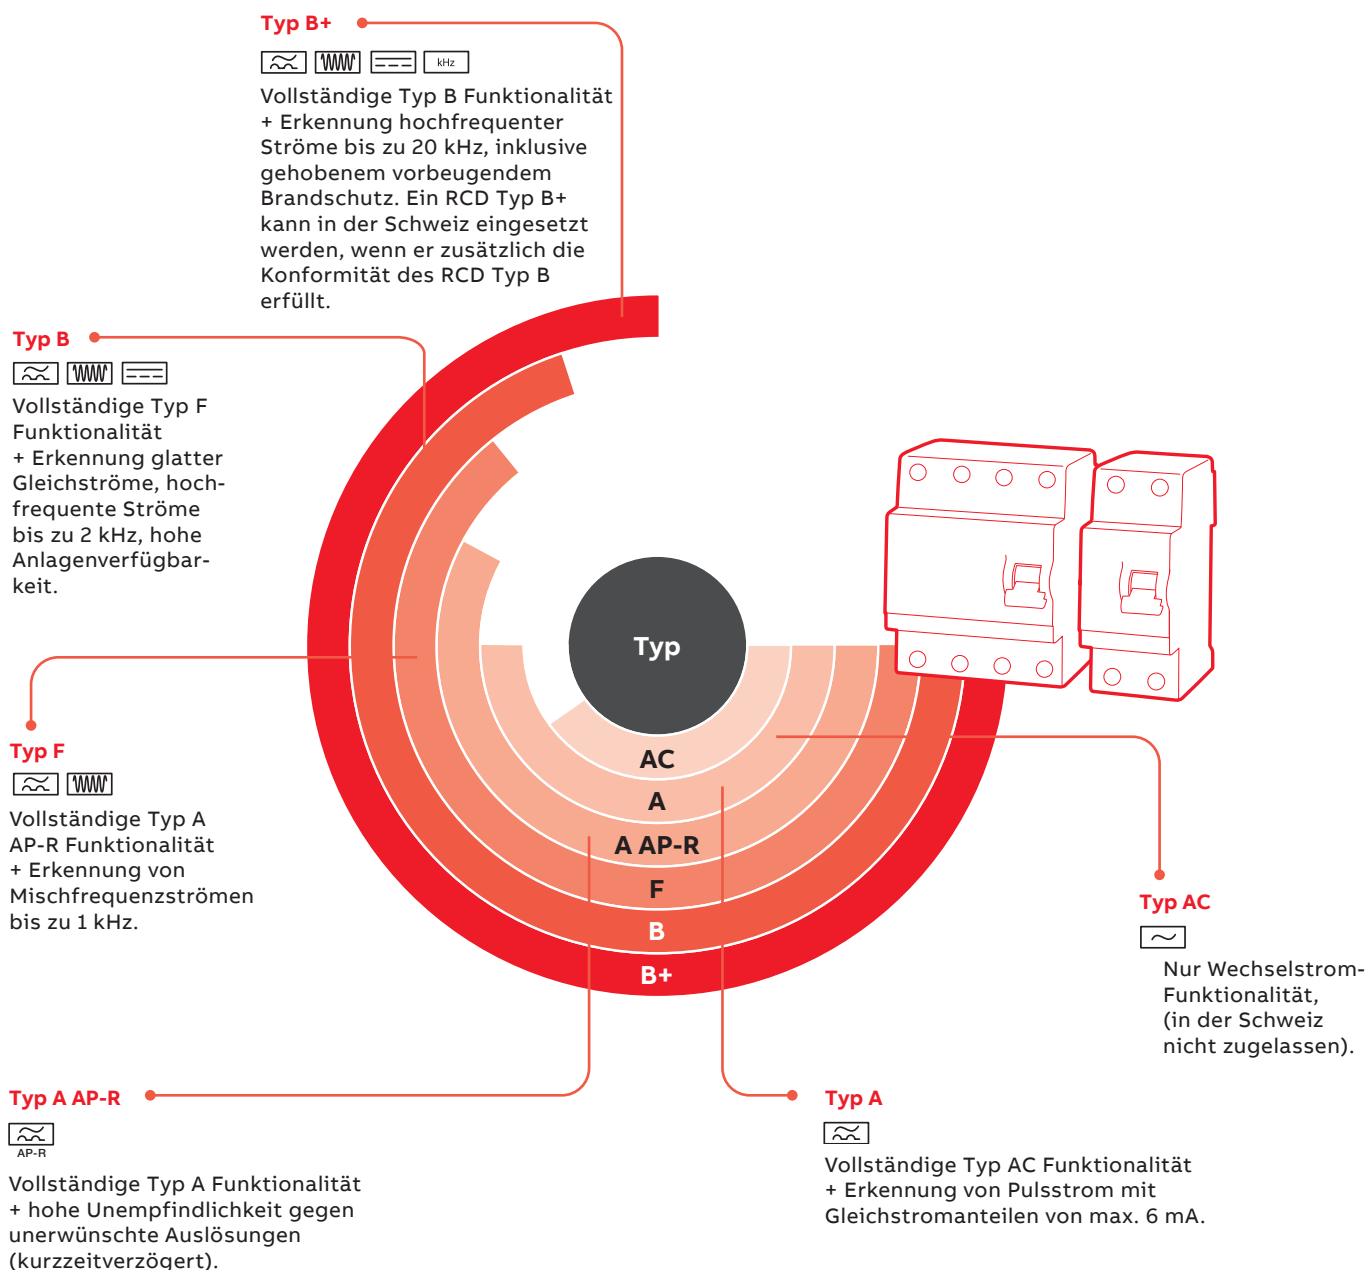 Typ B+
kHz
Vollständige Typ B Funktionalität
+ Erkennung hochfrequenter
Ströme bis zu 20 kHz, inklusive
gehobenem vorbeugendem
Brandschutz. Ein RCD Typ B+
kann in der Schweiz eingesetzt
werden, wenn er zusätzlich die
Konformität des RCD Typ B
erfüllt.
Typ B
Vollständige Typ F
Funktionalität
+ Erkennung glatter
Gleichströme, hoch-
frequente Ströme
bis zu 2 kHz, hohe
Anlagenverfügbar-
keit.
Typ F
Vollständige Typ A
AP-R Funktionalität
+ Erkennung von
Mischfrequenzströmen
bis zu 1 kHz.
Typ
AC
A
A AP-R
F
B
B+
Typ AC
Nur Wechselstrom-
Funktionalität,
(in der Schweiz
nicht zugelassen).
Typ A AP-R
AP-R
Vollständige Typ A Funktionalität
+ hohe Unempfindlichkeit gegen
unerwünschte Auslösungen
(kurzzeitverzögert).
Typ A
Vollständige Typ AC Funktionalität
+ Erkennung von Pulsstrom mit
Gleichstromanteilen von max. 6 mA.